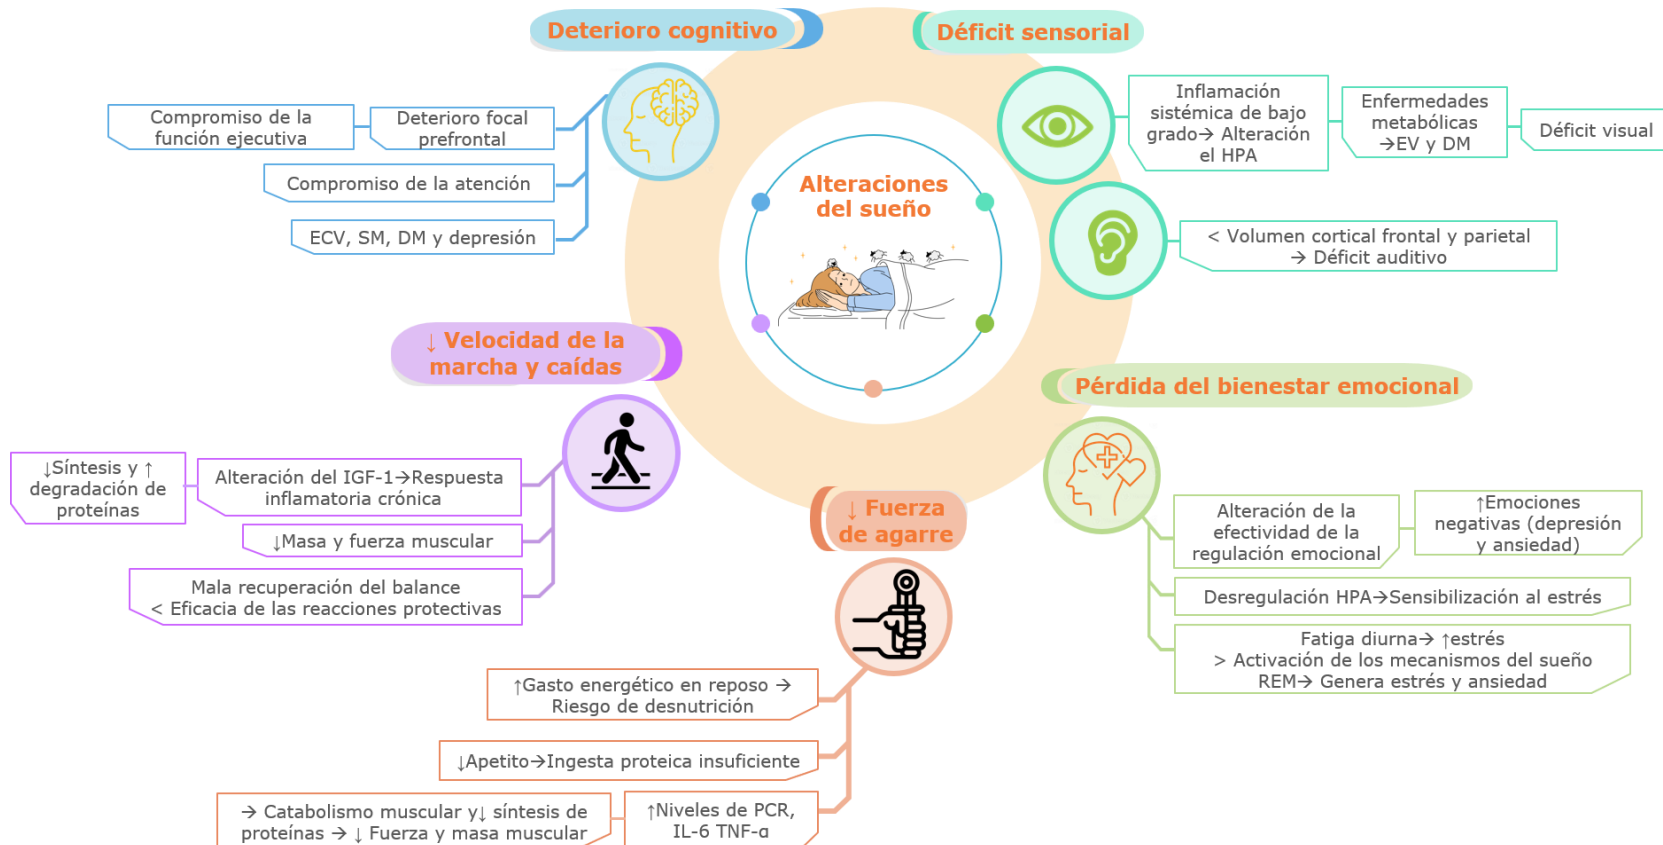 Deterioro cognitivo
Compromiso de la
función ejecutiva
Deterioro focal
prefrontal
Compromiso de la atención
ECV, SM, DM y depresión
Déficit sensorial
Inflamación
sistémica de bajo
grado→ Alteración
el HPA
Enfermedades
metabólicas
→EV y DM
Déficit visual
< Volumen cortical frontal y parietal
→ Déficit auditivo
Alteraciones
del sueño
↓ Velocidad de la
marcha y caídas
↓Síntesis y ↑
degradación de
proteínas
Alteración del IGF-1→Respuesta
inflamatoria crónica
↓Masa y fuerza muscular
Mala recuperación del balance
< Eficacia de las reacciones protectivas
Pérdida del bienestar emocional
Alteración de la
efectividad de la
regulación emocional
↑Emociones
negativas (depresión
y ansiedad)
Desregulación HPA→Sensibilización al estrés
Fatiga diurna→ ↑estrés
> Activación de los mecanismos del sueño
REM→ Genera estrés y ansiedad
↓ Fuerza
de agarre
↑Gasto energético en reposo →
Riesgo de desnutrición
↓Apetito→Ingesta proteica insuficiente
→ Catabolismo muscular y↓ síntesis de
proteínas → ↓ Fuerza y masa muscular
↑Niveles de PCR,
IL-6 TNF-α